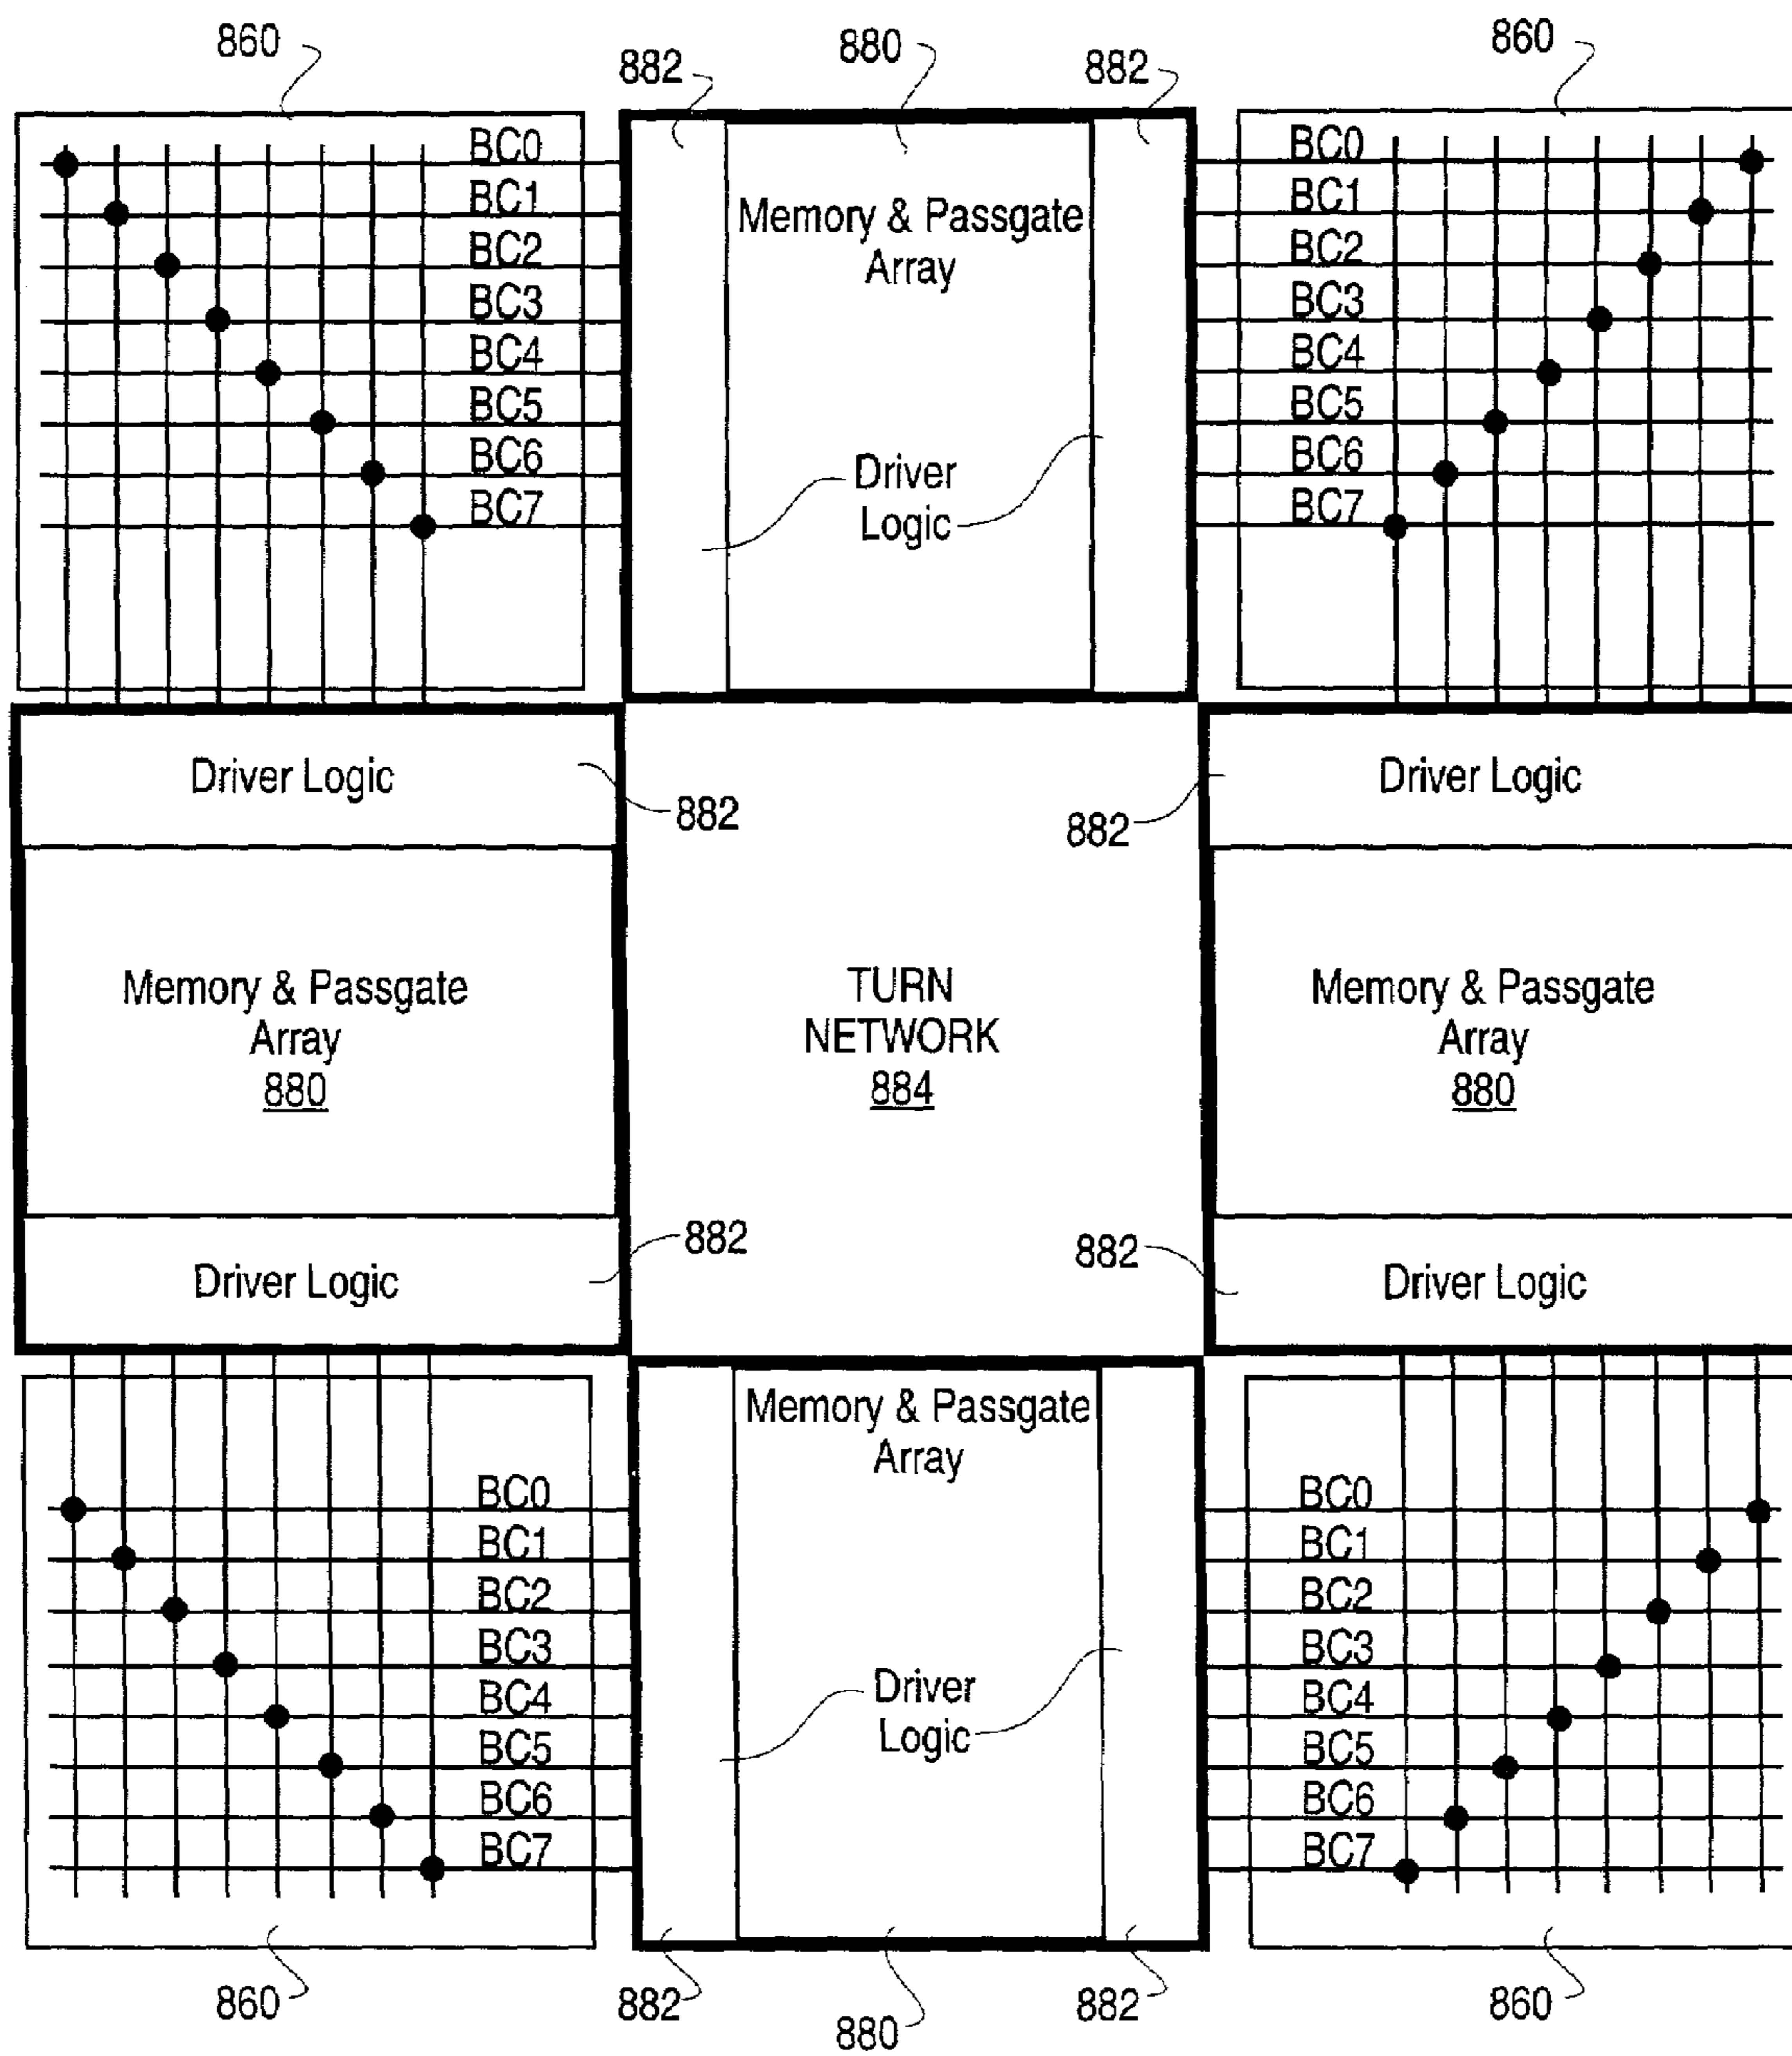 860
882
880
882
860
BC0
BC1
BC2
BC3
BC4
BC5
BC6
BC7
Memory & Passgate
Array
Driver
Logic
BC0
BC1
BC2
BC3
BC4
BC5
BC6
BC7
Driver Logic
882
882
Driver Logic
Memory & Passgate
Array
880
TURN
NETWORK
884
Memory & Passgate
Array
880
Driver Logic
882
882
Driver Logic
BC0
BC1
BC2
BC3
BC4
BC5
BC6
BC7
Memory & Passgate
Array
Driver
Logic
BC0
BC1
BC2
BC3
BC4
BC5
BC6
BC7
860
882
880
882
860